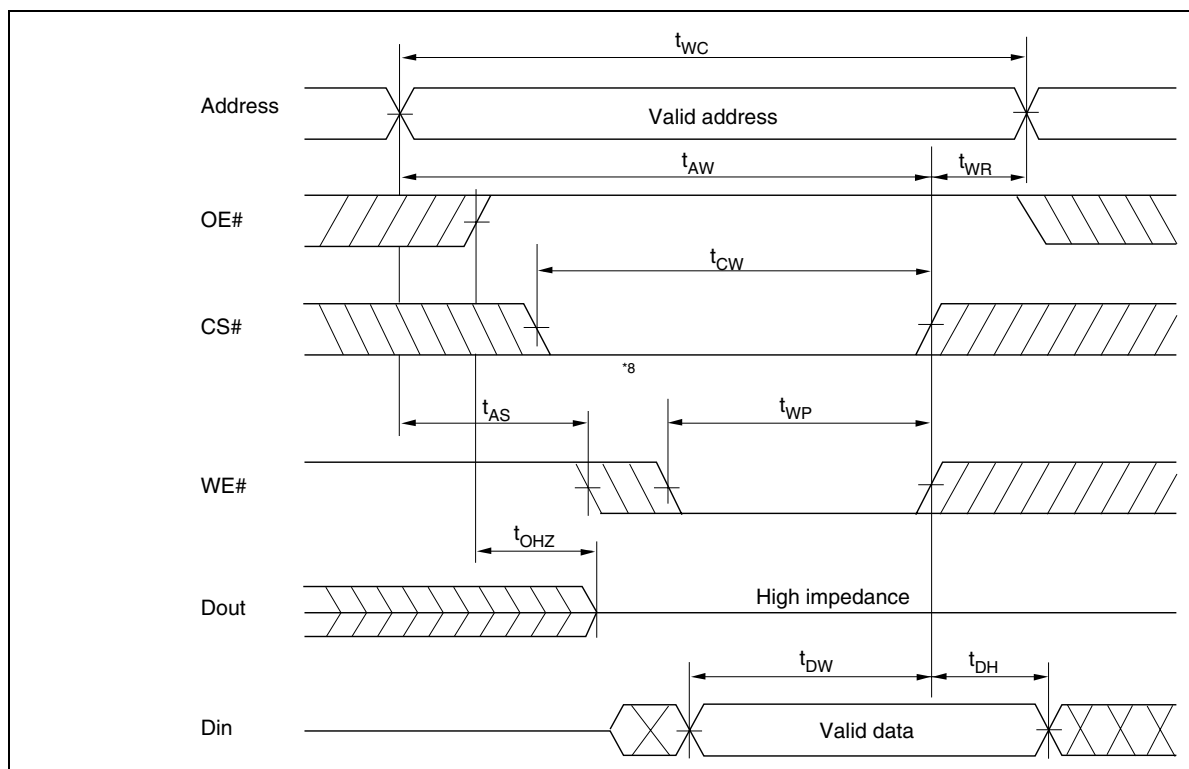 tWC
Address
Valid address
tAW
tWR
OE#
tCW
CS#
*8
tAS
tWP
WE#
tOHZ
Dout
High impedance
tDW
tDH
Din
Valid data